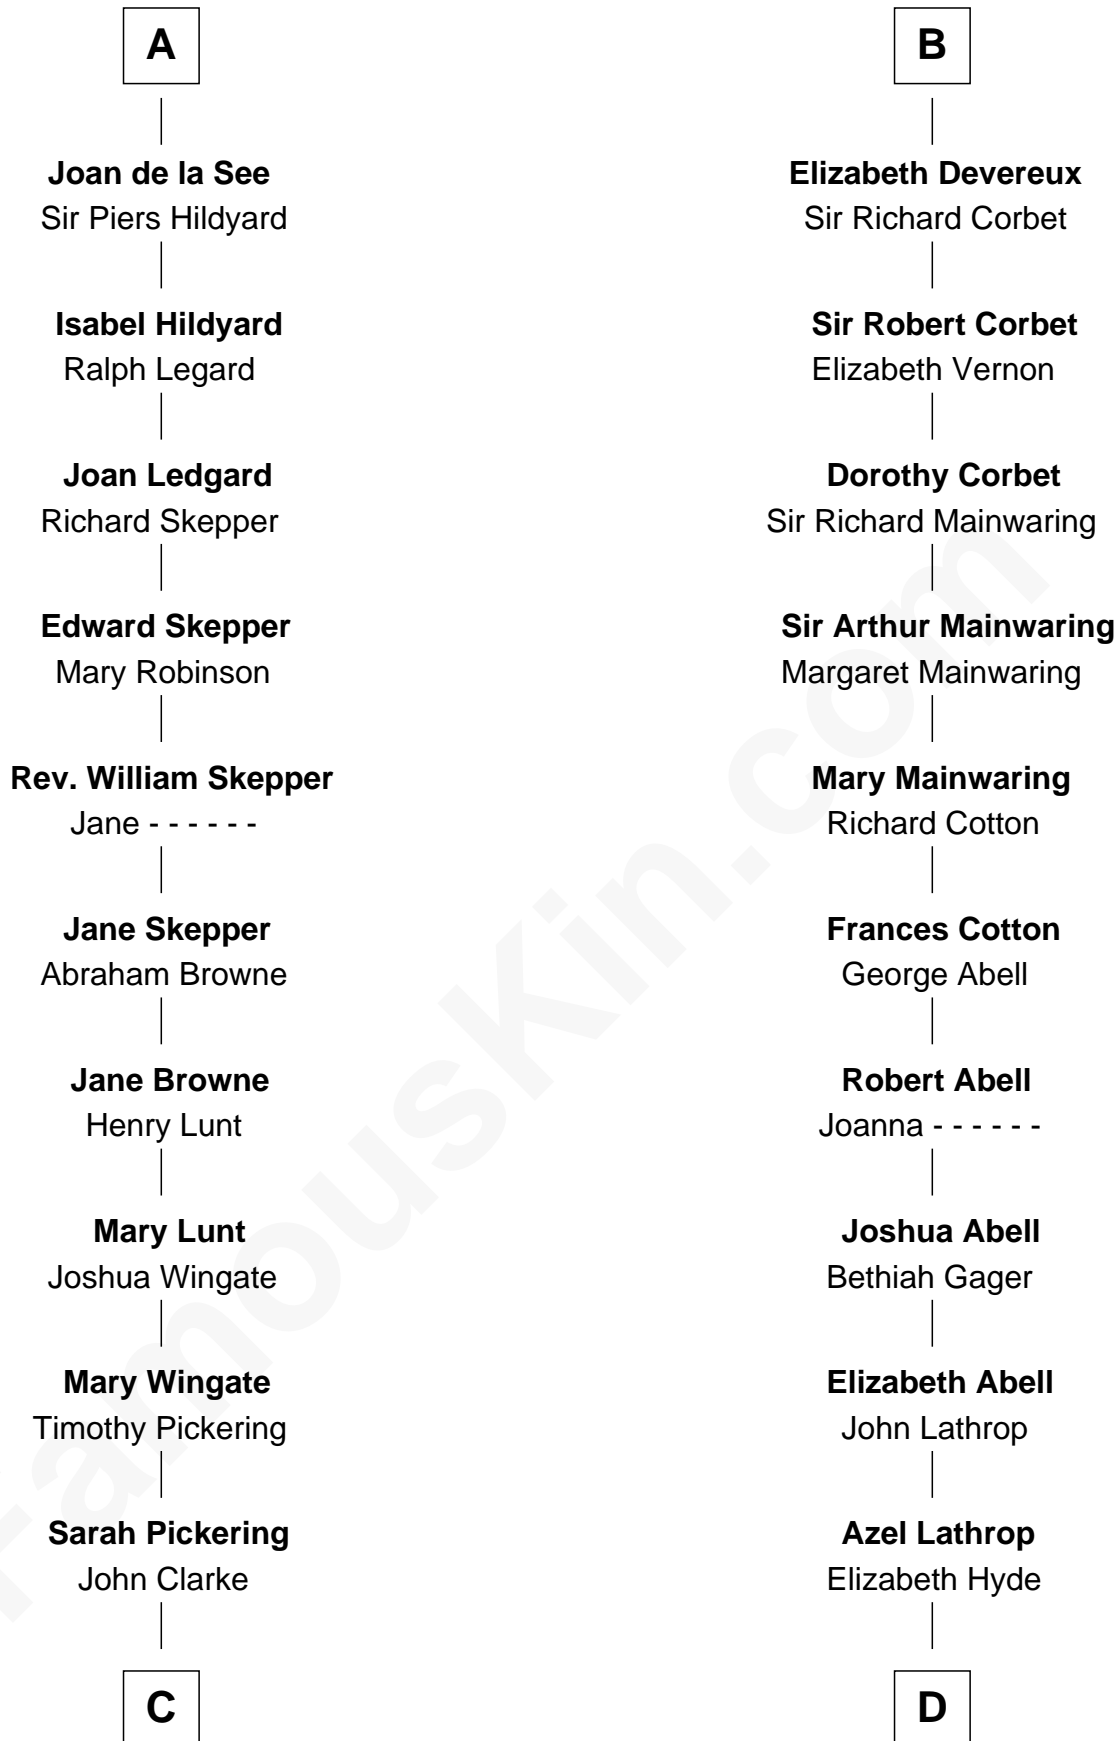 A
Joan de la See
Sir Piers Hildyard
Isabel Hildyard
Ralph Legard
Joan Ledgard
Richard Skepper
Edward Skepper
Mary Robinson
Rev. William Skepper
Jane - - - - - -
Jane Skepper
Abraham Browne
Jane Browne
Henry Lunt
Mary Lunt
Joshua Wingate
Mary Wingate
Timothy Pickering
Sarah Pickering
John Clarke
C
B
Elizabeth Devereux
Sir Richard Corbet
Sir Robert Corbet
Elizabeth Vernon
Dorothy Corbet
Sir Richard Mainwaring
Sir Arthur Mainwaring
Margaret Mainwaring
Mary Mainwaring
Richard Cotton
Frances Cotton
George Abell
Robert Abell
Joanna - - - - - -
Joshua Abell
Bethiah Gager
Elizabeth Abell
John Lathrop
Azel Lathrop
Elizabeth Hyde
D
FamousKin.com